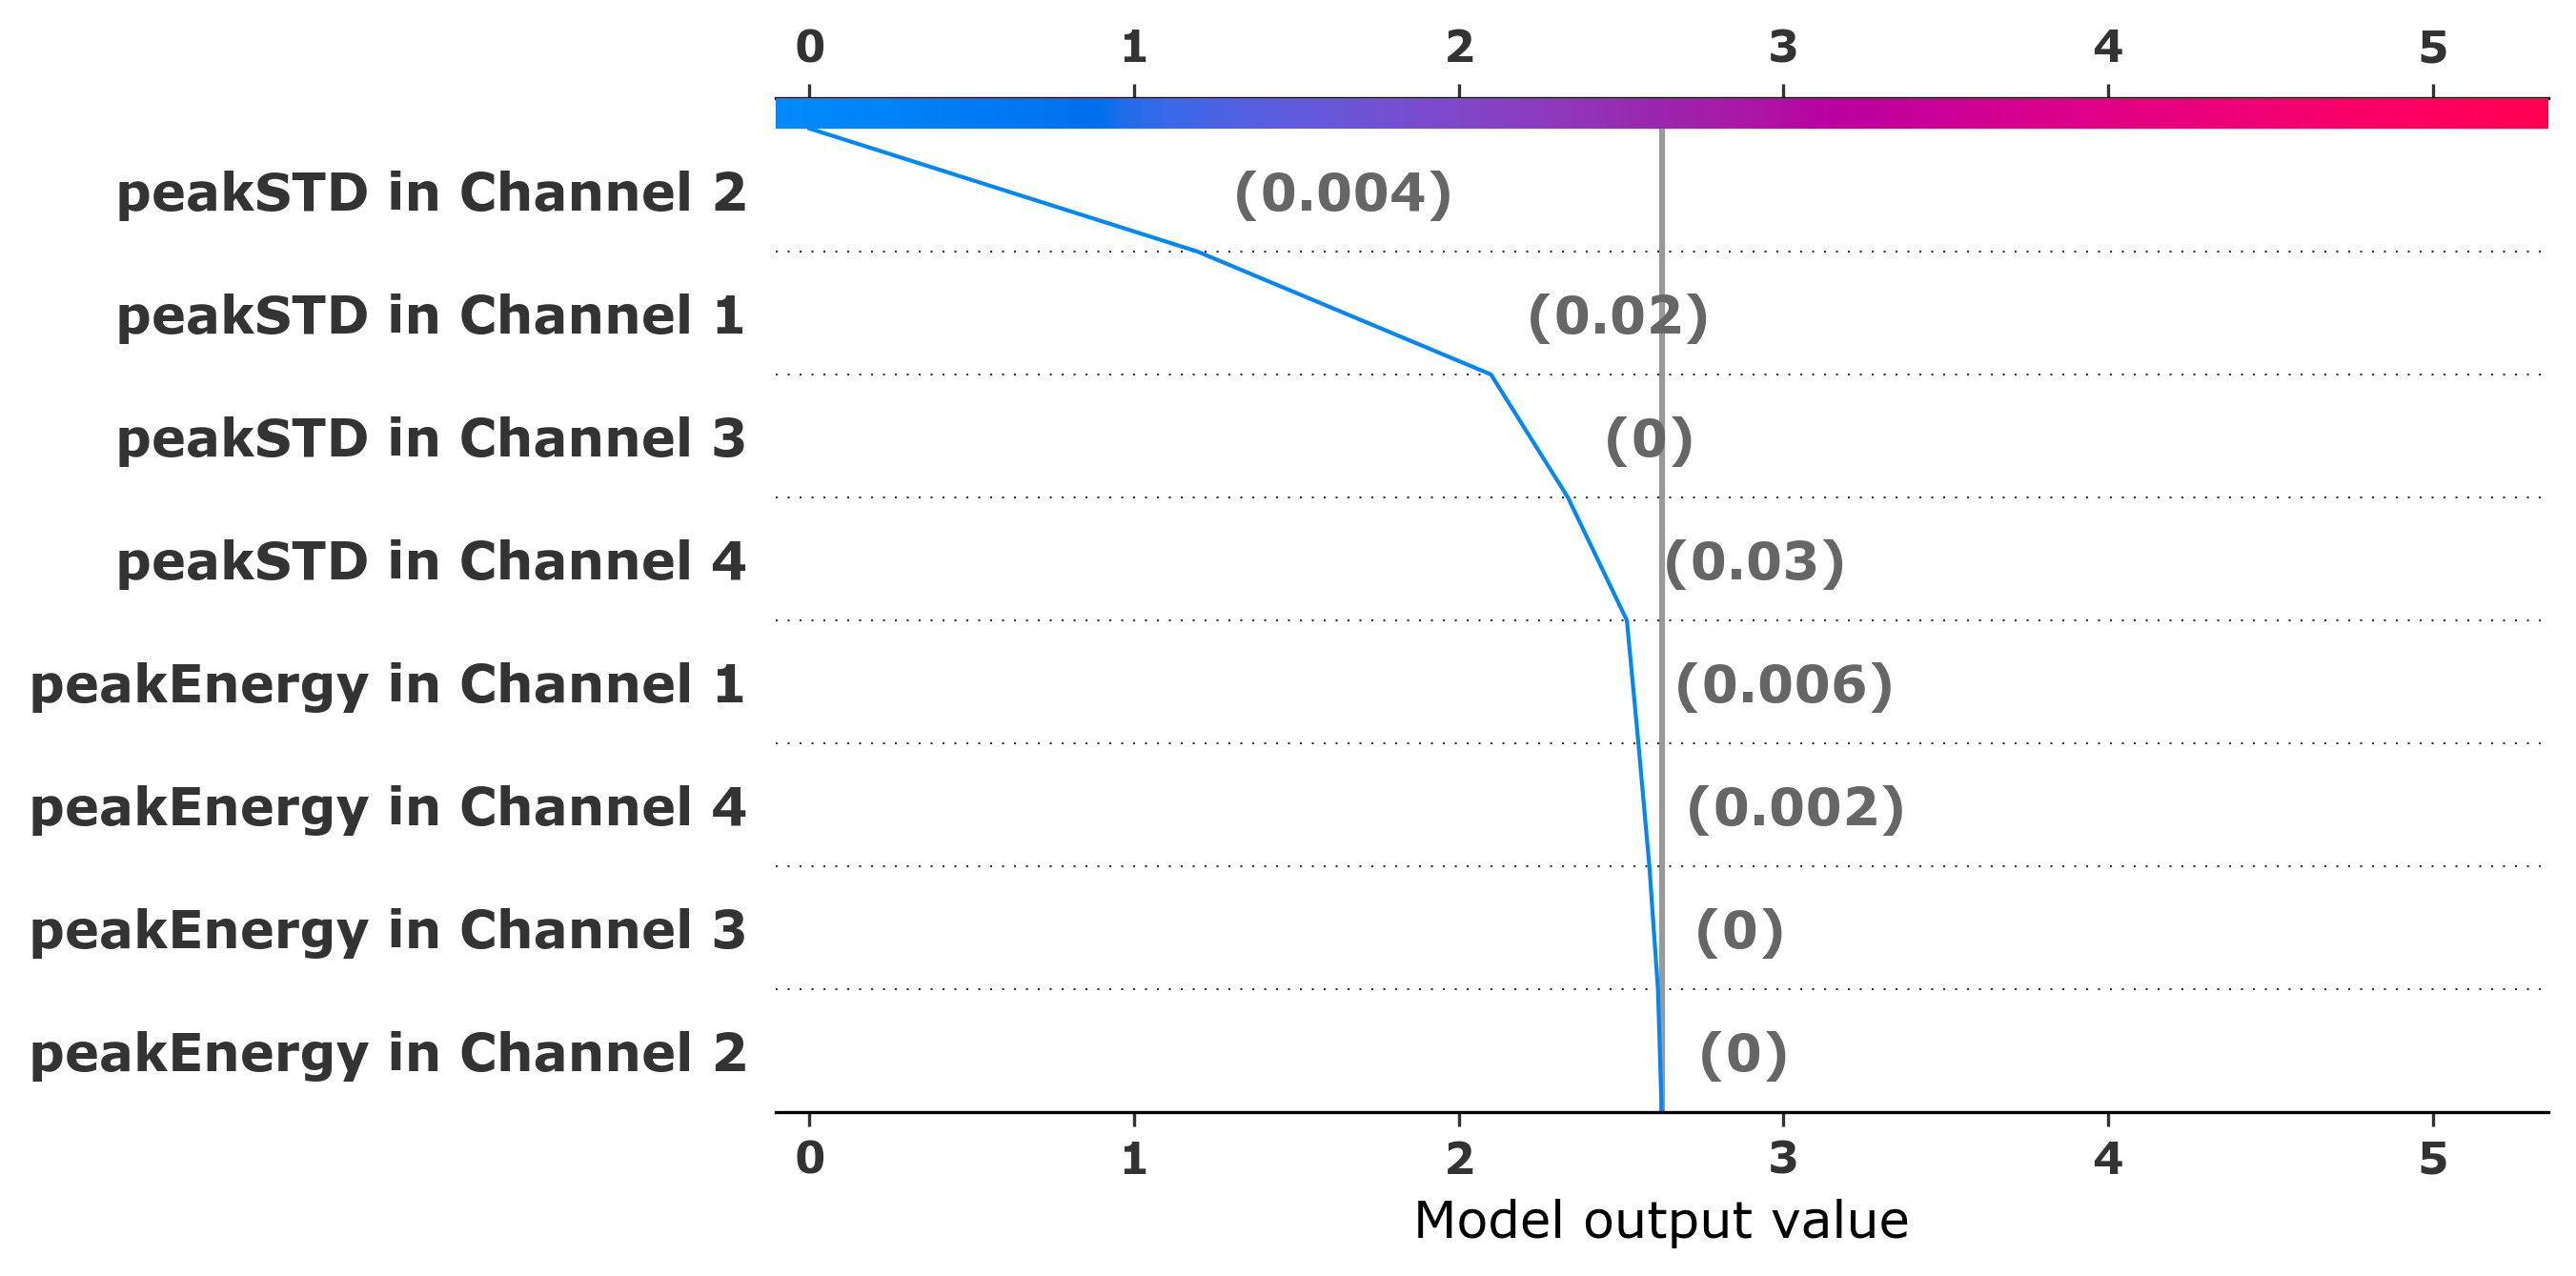 0 1 2 3 4 5
peakSTD in Channel 2 (0.004)
peakSTD in Channel 1 (0.02)
peakSTD in Channel 3 (0)
peakSTD in Channel 4 (0.03)
peakEnergy in Channel 1 (0.006)
peakEnergy in Channel 4 (0.002)
peakEnergy in Channel 3 (0)
peakEnergy in Channel 2 (0)
0 1 2 3 4 5
Model output value